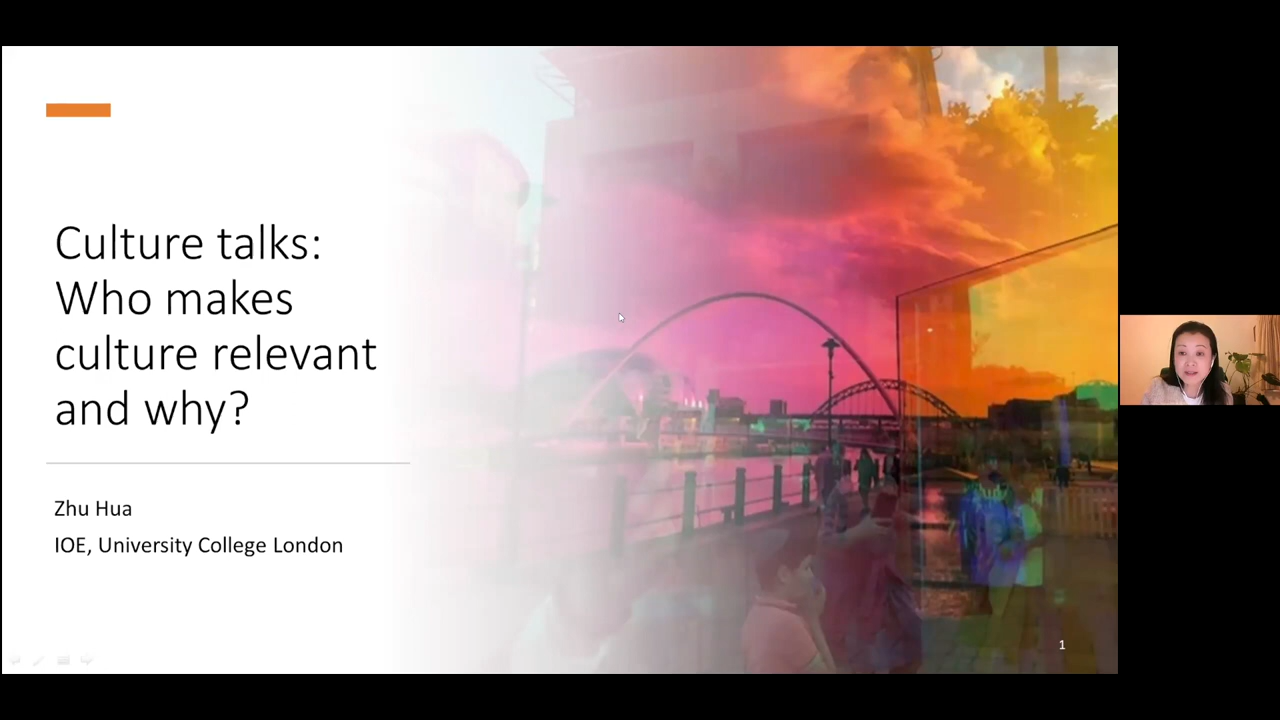 Culture talks:
Who makes
culture relevant
and why?
Zhu Hua
IOE, University College London
1